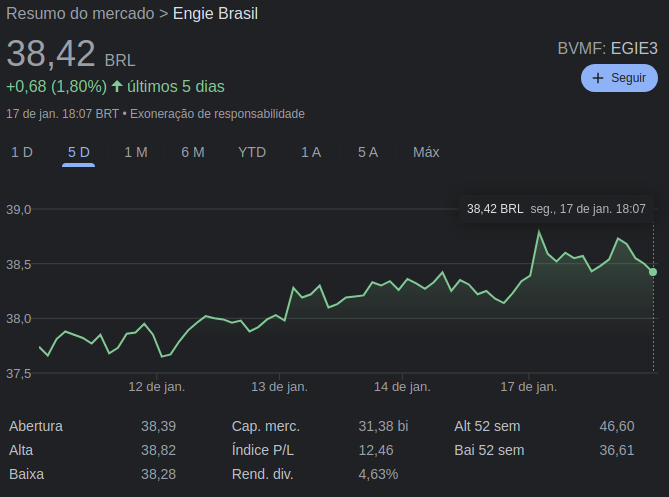 Resumo do mercado > Engie Brasil
38,42 BRL
BVMF: EGIE3
+0,68 (1,80%) ↑ últimos 5 dias
+ Seguir
17 de jan. 18:07 BRT • Exoneração de responsabilidade
1 D 5 D 1 M 6 M YTD 1 A 5 A Máx
38,42 BRL seg., 17 de jan. 18:07
39,0
38,5
38,0
37,5
12 de jan. 13 de jan. 14 de jan. 17 de jan.
Abertura 38,39 Cap. merc. 31,38 bi Alt 52 sem 46,60
Alta 38,82 Índice P/L 12,46 Bai 52 sem 36,61
Baixa 38,28 Rend. div. 4,63%